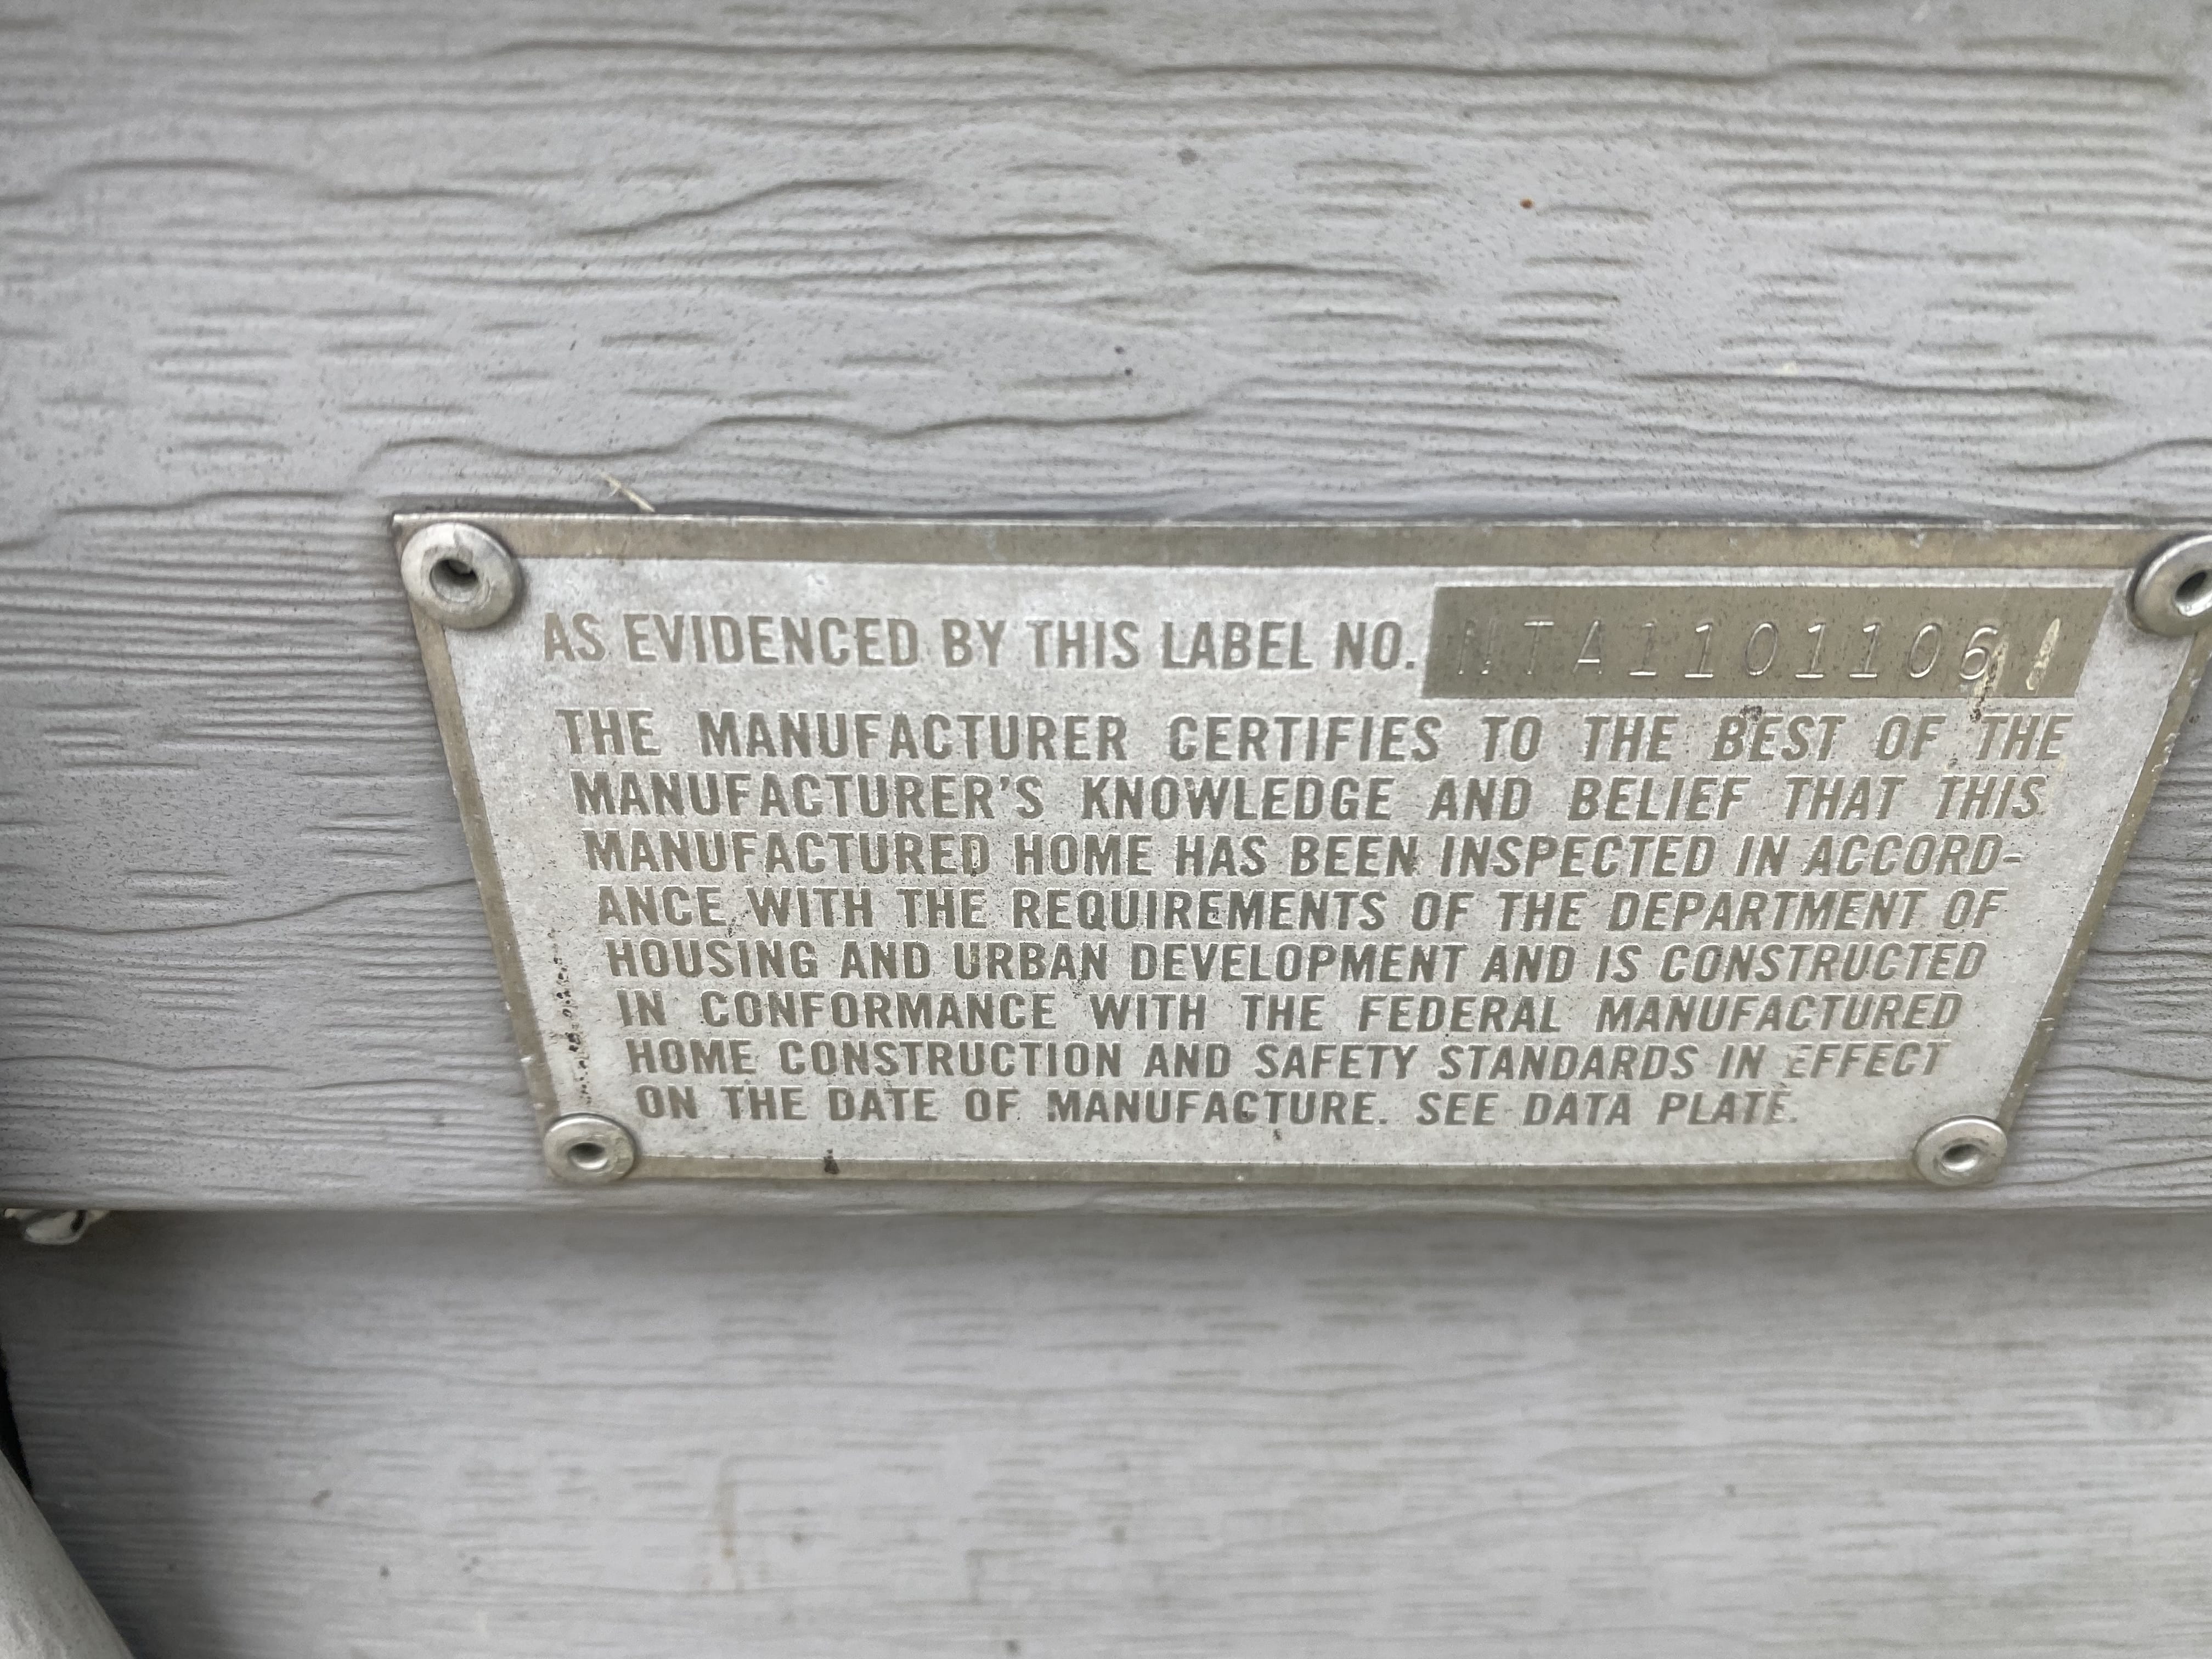 AS EVIDENCED BY THIS LABEL NO. NTA11011061
THE MANUFACTURER CERTIFIES TO THE BEST OF THE
MANUFACTURER'S KNOWLEDGE AND BELIEF THAT THIS
MANUFACTURED HOME HAS BEEN INSPECTED IN ACCORD-
ANCE WITH THE REQUIREMENTS OF THE DEPARTMENT OF
HOUSING AND URBAN DEVELOPMENT AND IS CONSTRUCTED
IN CONFORMANCE WITH THE FEDERAL MANUFACTURED
HOME CONSTRUCTION AND SAFETY STANDARDS IN EFFECT
ON THE DATE OF MANUFACTURE. SEE DATA PLATE.